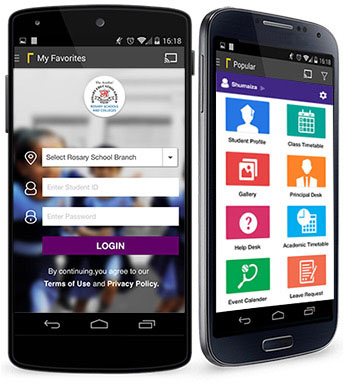 16:18
My Favorites
ROSARY SCHOOLS
AND COLLEGES
Select Rosary School Branch
Enter Student ID
Enter Password
LOGIN
By continuing,you agree to our
Terms of Use and Privacy Policy.
16:18
Popular
Shumaiza
Student Profile
Class Timetable
Gallery
Principal Desk
Help Desk
Academic Timetable
Event Calander
Leave Request